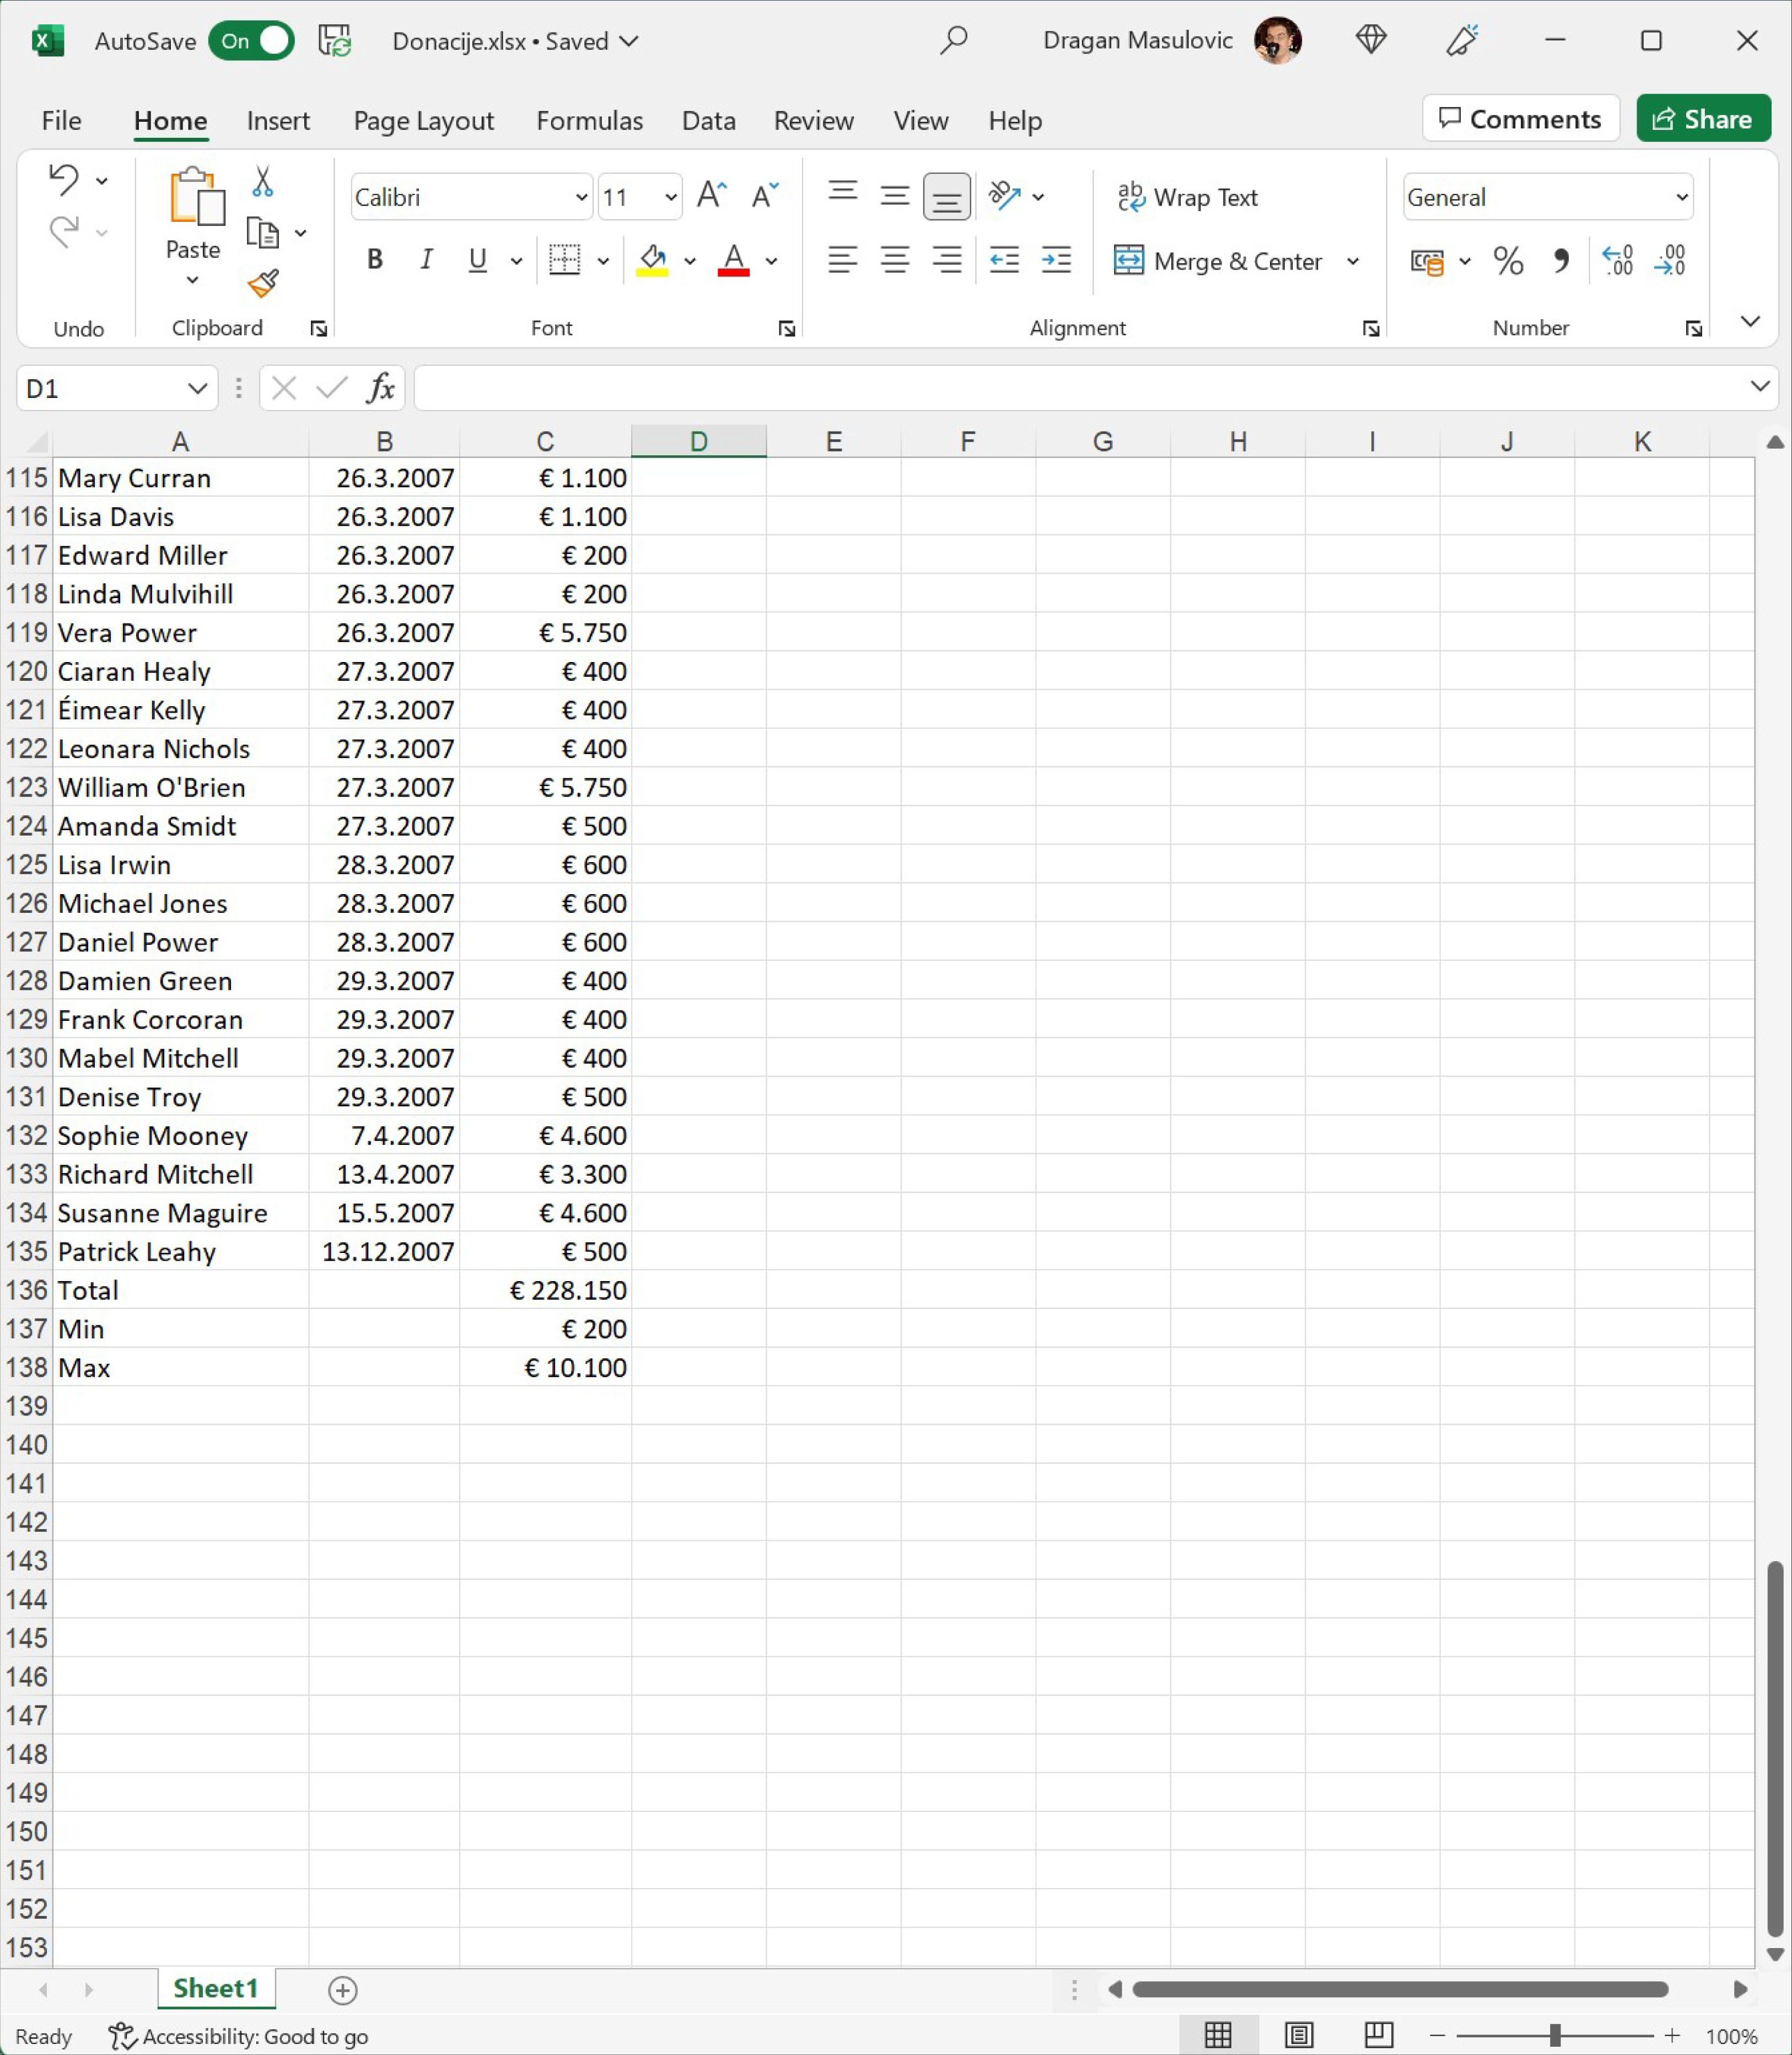 AutoSave On Donacije.xlsx • Saved Dragan Masulovic
File Home Insert Page Layout Formulas Data Review View Help Comments Share
Calibri 11 Wrap Text General
Paste B I U A Merge & Center % 9
Undo Clipboard Font Alignment Number
D1 fx
A B C D E F G H I J K
115 Mary Curran 26.3.2007 € 1.100
116 Lisa Davis 26.3.2007 € 1.100
117 Edward Miller 26.3.2007 € 200
118 Linda Mulvihill 26.3.2007 € 200
119 Vera Power 26.3.2007 € 5.750
120 Ciaran Healy 27.3.2007 € 400
121 Éimear Kelly 27.3.2007 € 400
122 Leonara Nichols 27.3.2007 € 400
123 William O'Brien 27.3.2007 € 5.750
124 Amanda Smidt 27.3.2007 € 500
125 Lisa Irwin 28.3.2007 € 600
126 Michael Jones 28.3.2007 € 600
127 Daniel Power 28.3.2007 € 600
128 Damien Green 29.3.2007 € 400
129 Frank Corcoran 29.3.2007 € 400
130 Mabel Mitchell 29.3.2007 € 400
131 Denise Troy 29.3.2007 € 500
132 Sophie Mooney 7.4.2007 € 4.600
133 Richard Mitchell 13.4.2007 € 3.300
134 Susanne Maguire 15.5.2007 € 4.600
135 Patrick Leahy 13.12.2007 € 500
136 Total € 228.150
137 Min € 200
138 Max € 10.100
139
140
141
142
143
144
145
146
147
148
149
150
151
152
153
Sheet1
Ready Accessibility: Good to go 100%